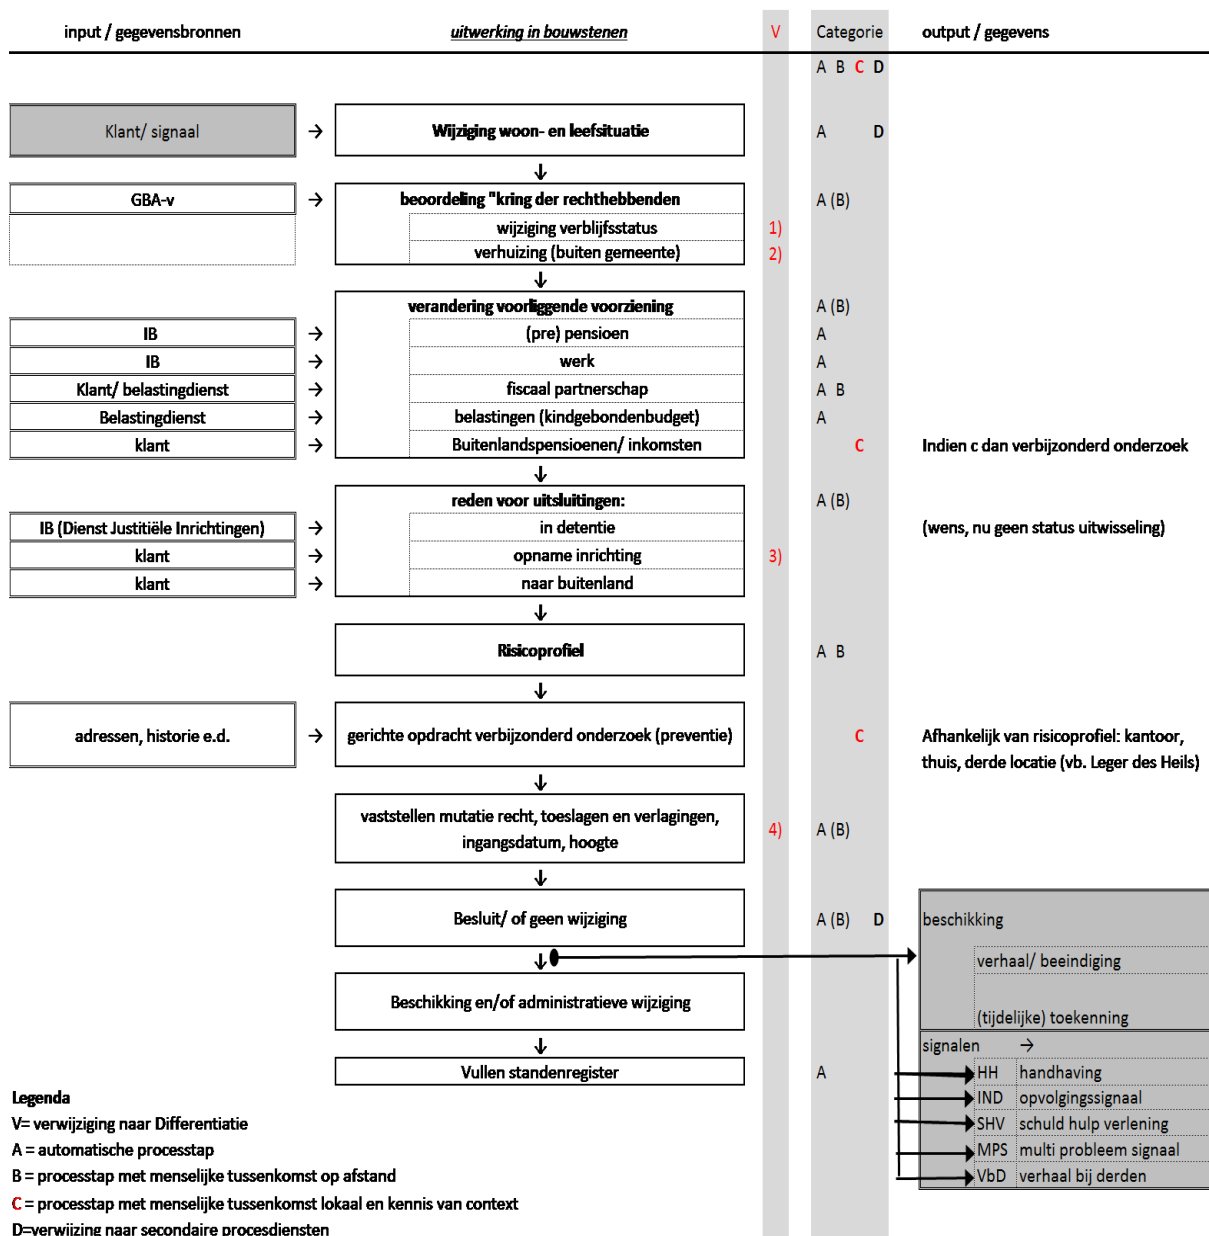 input / gegevensbronnen uitwerking in bouwstenen V Categorie output / gegevens
A B C D
Klant/ signaal → Wijziging woon- en leefsituatie A D
GBA-v → beoordeling "kring der rechthebbenden A (B)
wijziging verblijfsstatus 1)
verhuizing (buiten gemeente) 2)
verandering voorliggende voorziening A (B)
IB → (pre) pensioen A
IB → werk A
Klant/ belastingdienst → fiscaal partnerschap A B
Belastingdienst → belastingen (kindgebondenbudget) A
klant → Buitenlandspensioenen/ inkomsten C Indien c dan verbijzonderd onderzoek
reden voor uitsluitingen: A (B)
IB (Dienst Justitiële Inrichtingen) → in detentie (wens, nu geen status uitwisseling)
klant → opname inrichting 3)
klant → naar buitenland
Risicoprofiel A B
adressen, historie e.d. → gerichte opdracht verbijzonderd onderzoek (preventie) C Afhankelijk van risicoprofiel: kantoor,
thuis, derde locatie (vb. Leger des Heils)
vaststellen mutatie recht, toeslagen en verlagingen,
ingangsdatum, hoogte 4) A (B)
Besluit/ of geen wijziging A (B) D beschikking
verhaal/ beeindiging
Beschikking en/of administratieve wijziging
(tijdelijke) toekenning
signalen →
Vullen standenregister A HH handhaving
IND opvolgingssignaal
SHV schuld hulp verlening
MPS multi probleem signaal
VbD verhaal bij derden
Legenda
V= verwijziging naar Differentiatie
A = automatische processtap
B = processtap met menselijke tussenkomst op afstand
C = processtap met menselijke tussenkomst lokaal en kennis van context
D=verwijzing naar secondaire procesdiensten